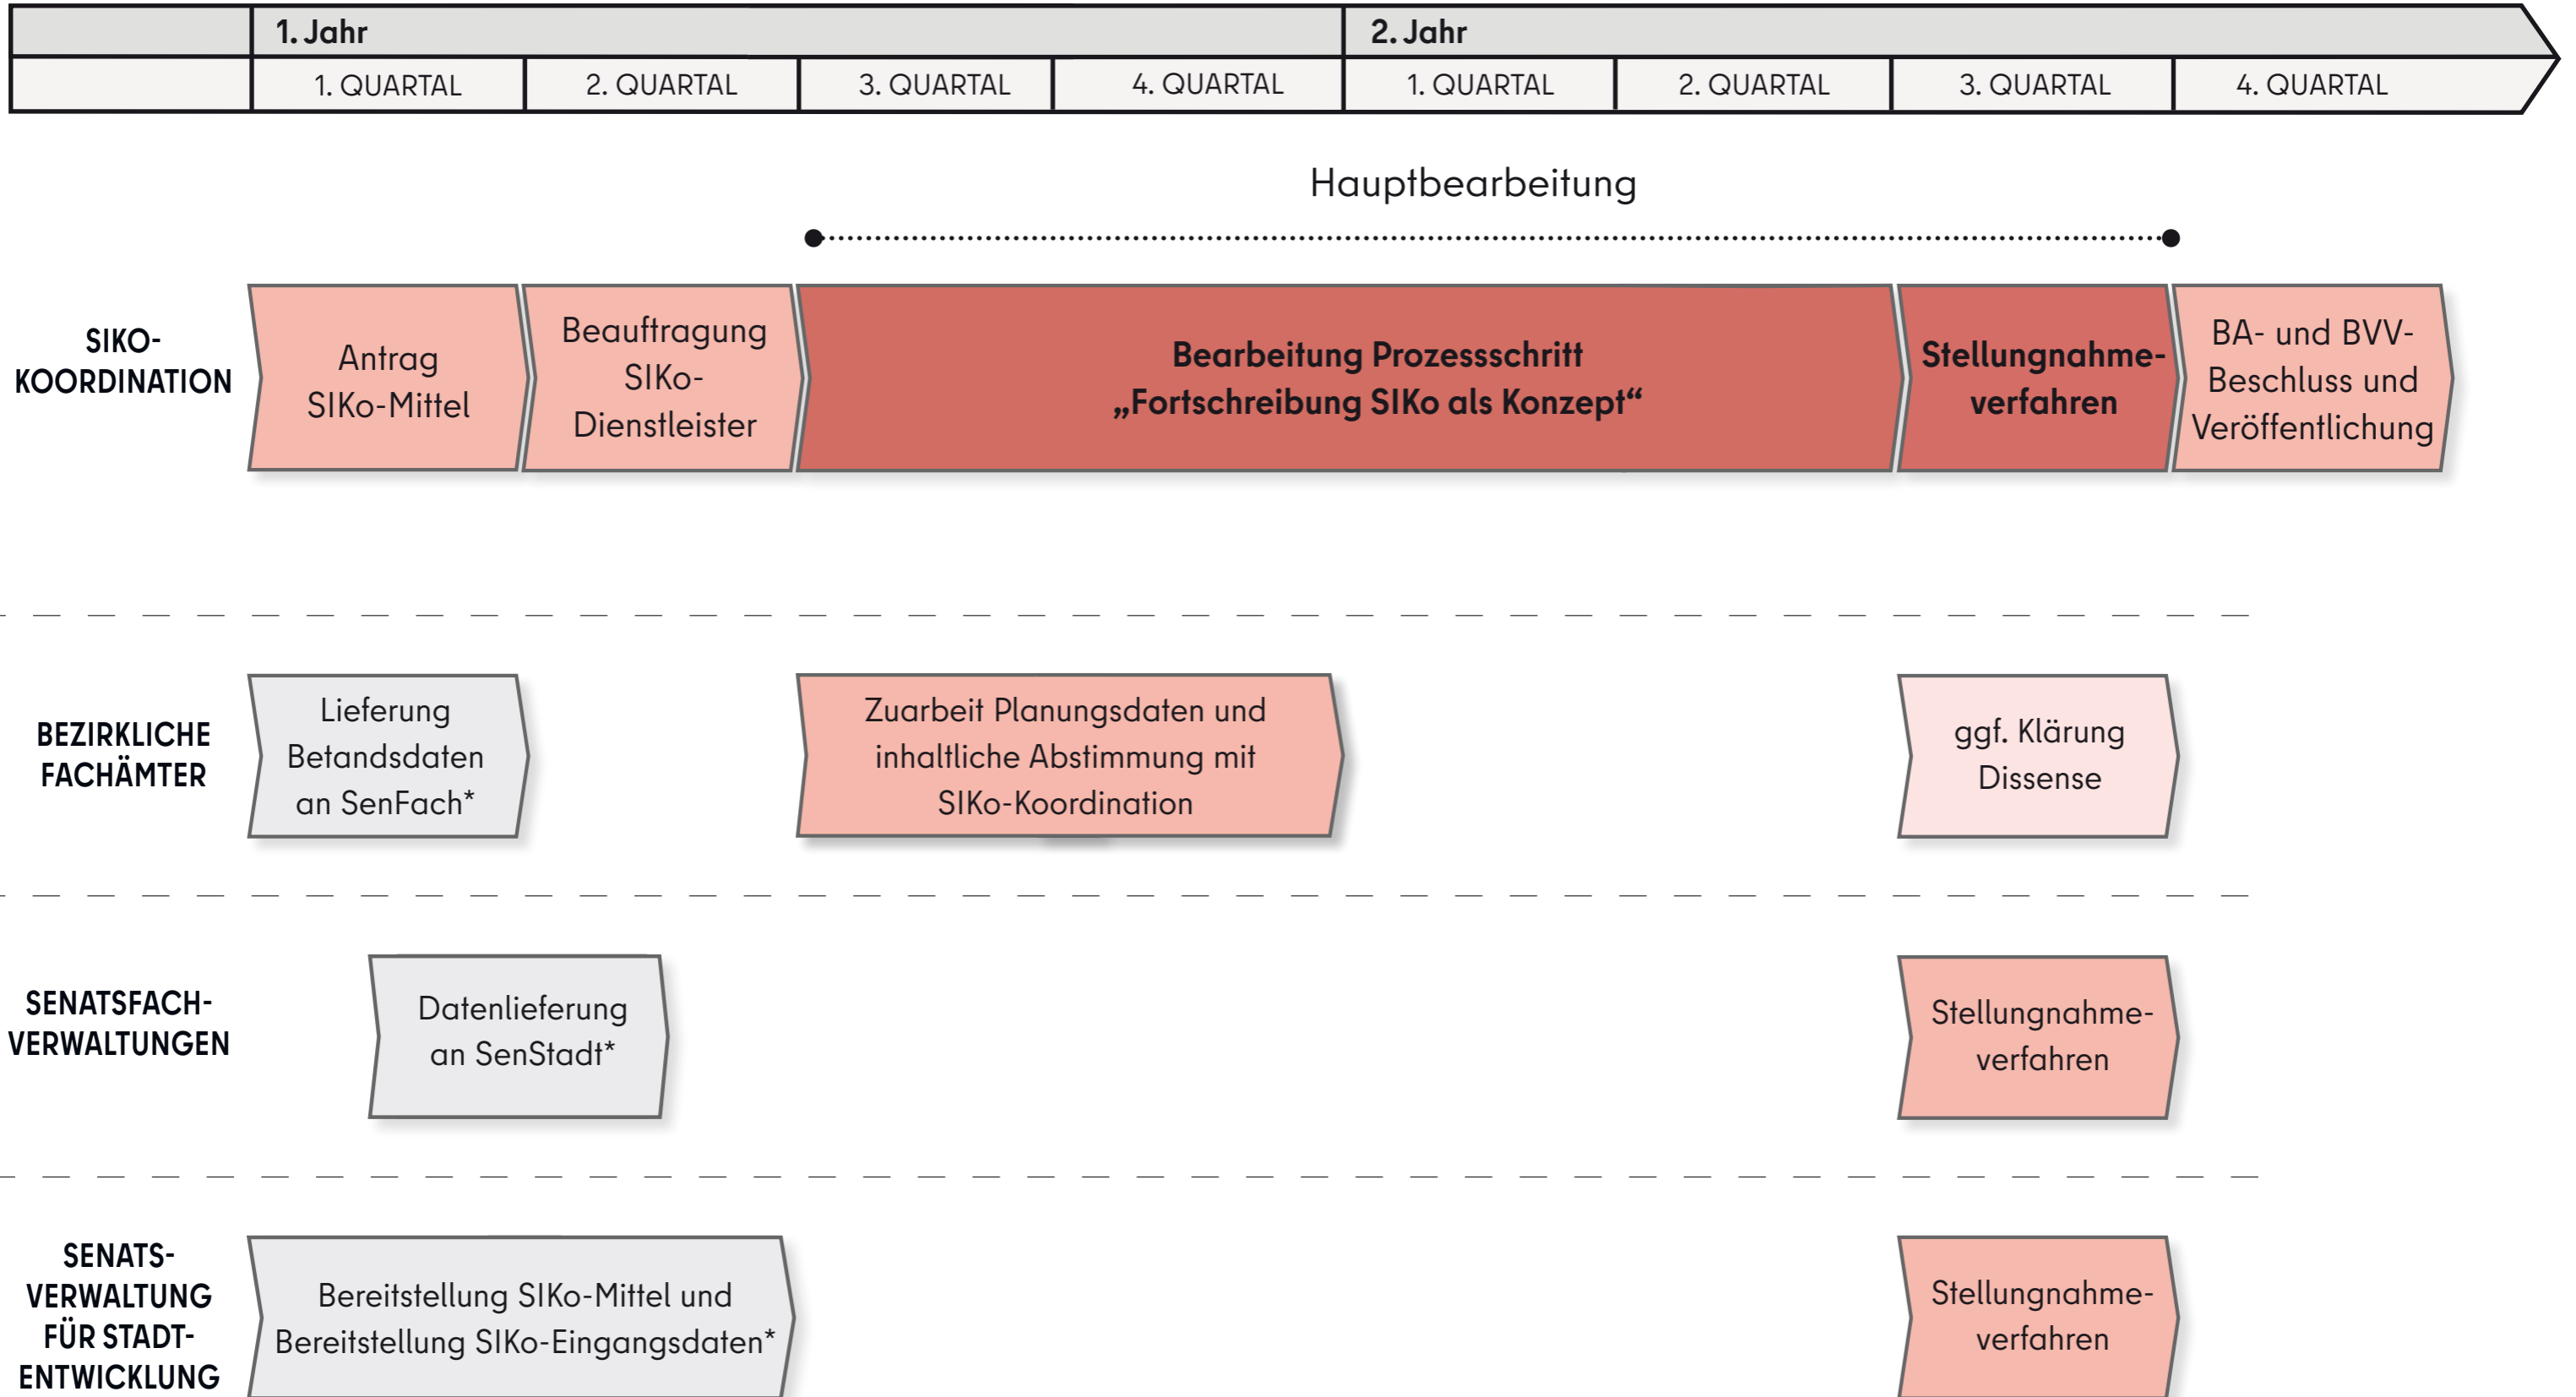 1. Jahr
2. Jahr
1. QUARTAL
2. QUARTAL
3. QUARTAL
4. QUARTAL
1. QUARTAL
2. QUARTAL
3. QUARTAL
4. QUARTAL
Hauptbearbeitung
SIKO-
KOORDINATION
Antrag
SIKo-Mittel
Beauftragung
SIKo-
Dienstleister
Bearbeitung Prozessschritt
„Fortschreibung SIKo als Konzept“
Stellungnahme-
verfahren
BA- und BVV-
Beschluss und
Veröffentlichung
BEZIRKLICHE
FACHÄMTER
Lieferung
Betandsdaten
an SenFach*
Zuarbeit Planungsdaten und
inhaltliche Abstimmung mit
SIKo-Koordination
ggf. Klärung
Dissense
SENATSFACH-
VERWALTUNGEN
Datenlieferung
an SenStadt*
Stellungnahme-
verfahren
SENATS-
VERWALTUNG
FÜR STADT-
ENTWICKLUNG
Bereitstellung SIKo-Mittel und
Bereitstellung SIKo-Eingangsdaten*
Stellungnahme-
verfahren